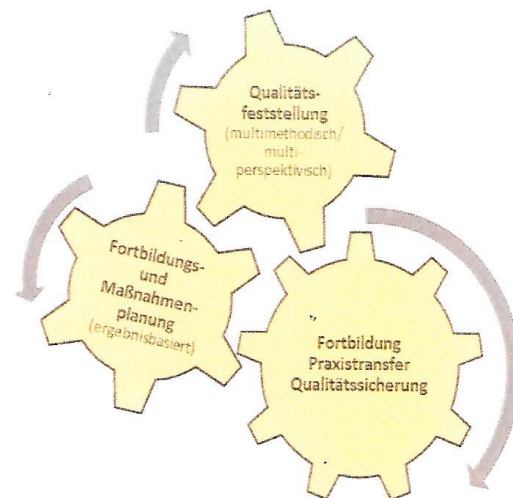 Qualitäts-
feststellung
(multimethodisch/
multi-
perspektivisch)
Fortbildungs-
und
Maßnahmen-
planung
(ergebnisbasiert)
Fortbildung
Praxistransfer
Qualitätssicherung